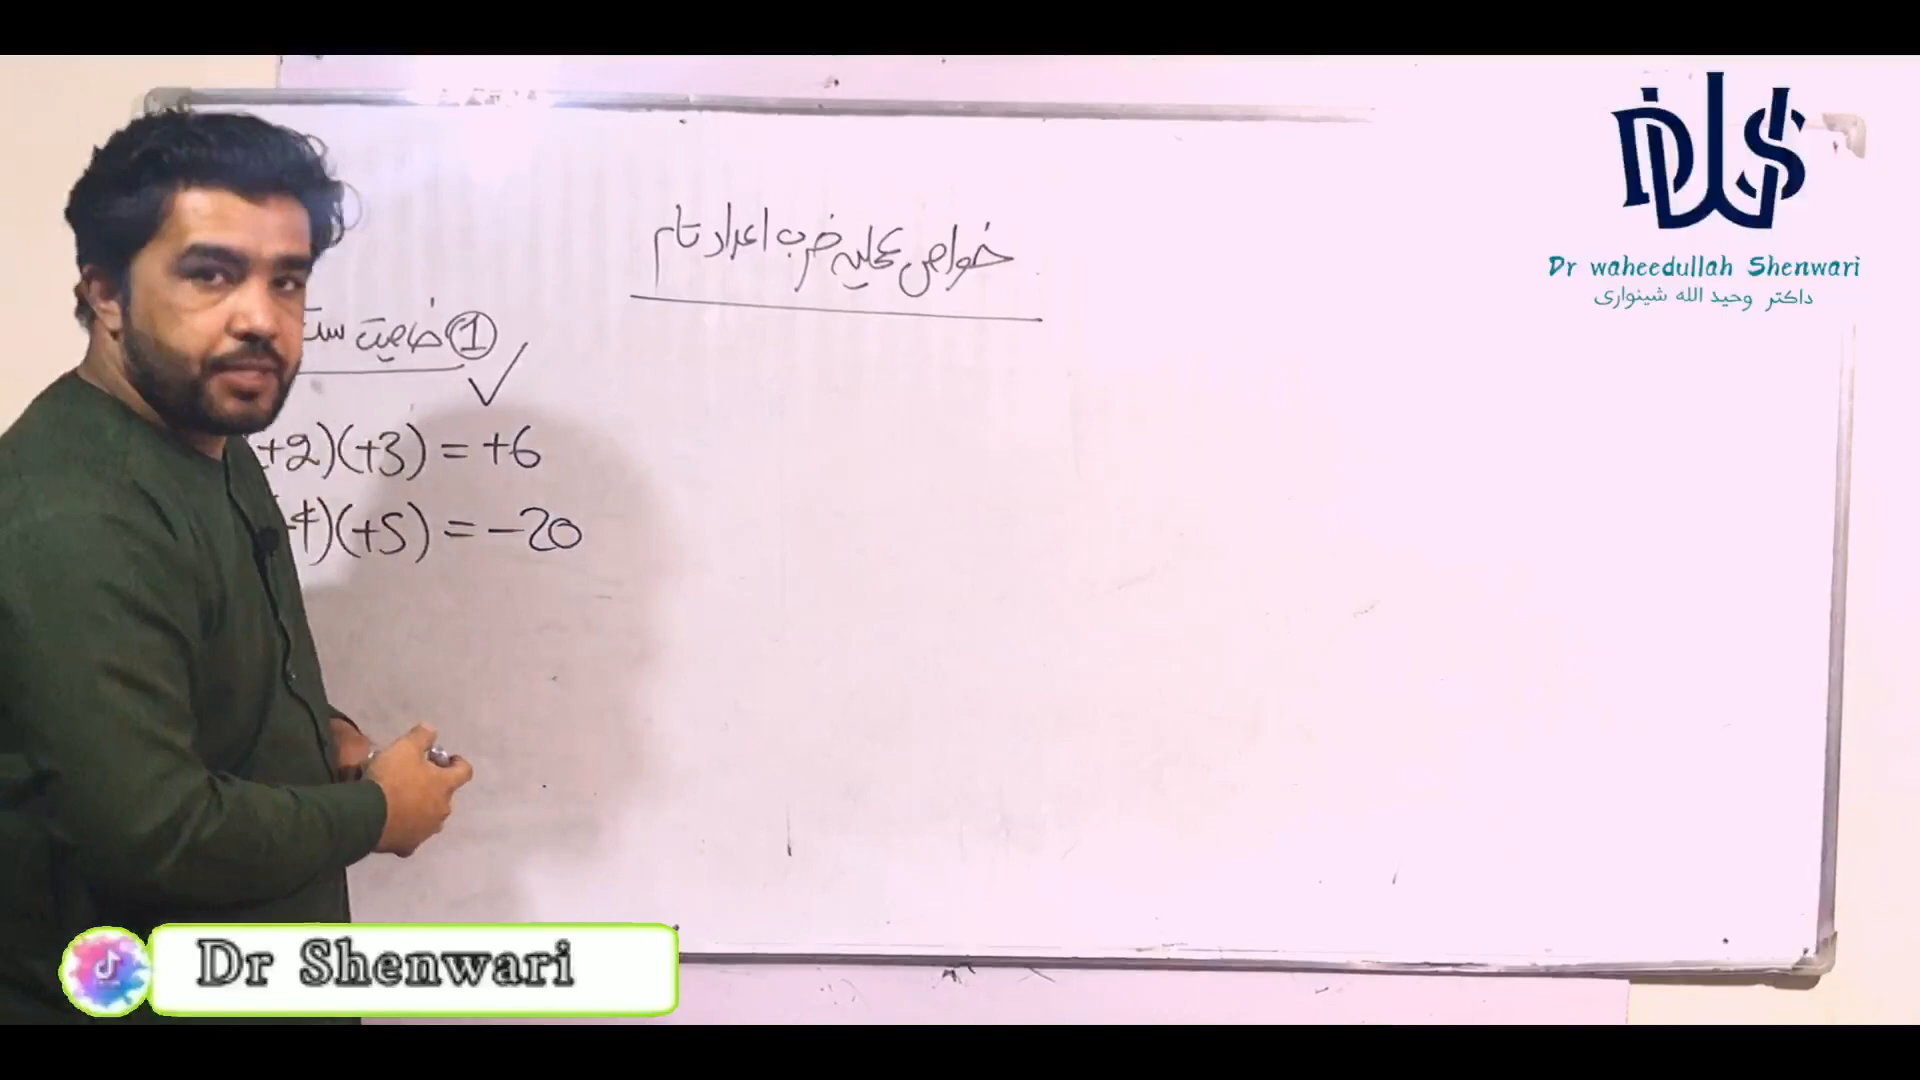 خواص عملیه ضرب اعداد تام
① خاصیت
+2)(+3) = +6
-4)(+5) = -20
DWS
Dr waheedullah Shenwari
داکتر وحید الله شینواری
Dr Shenwari